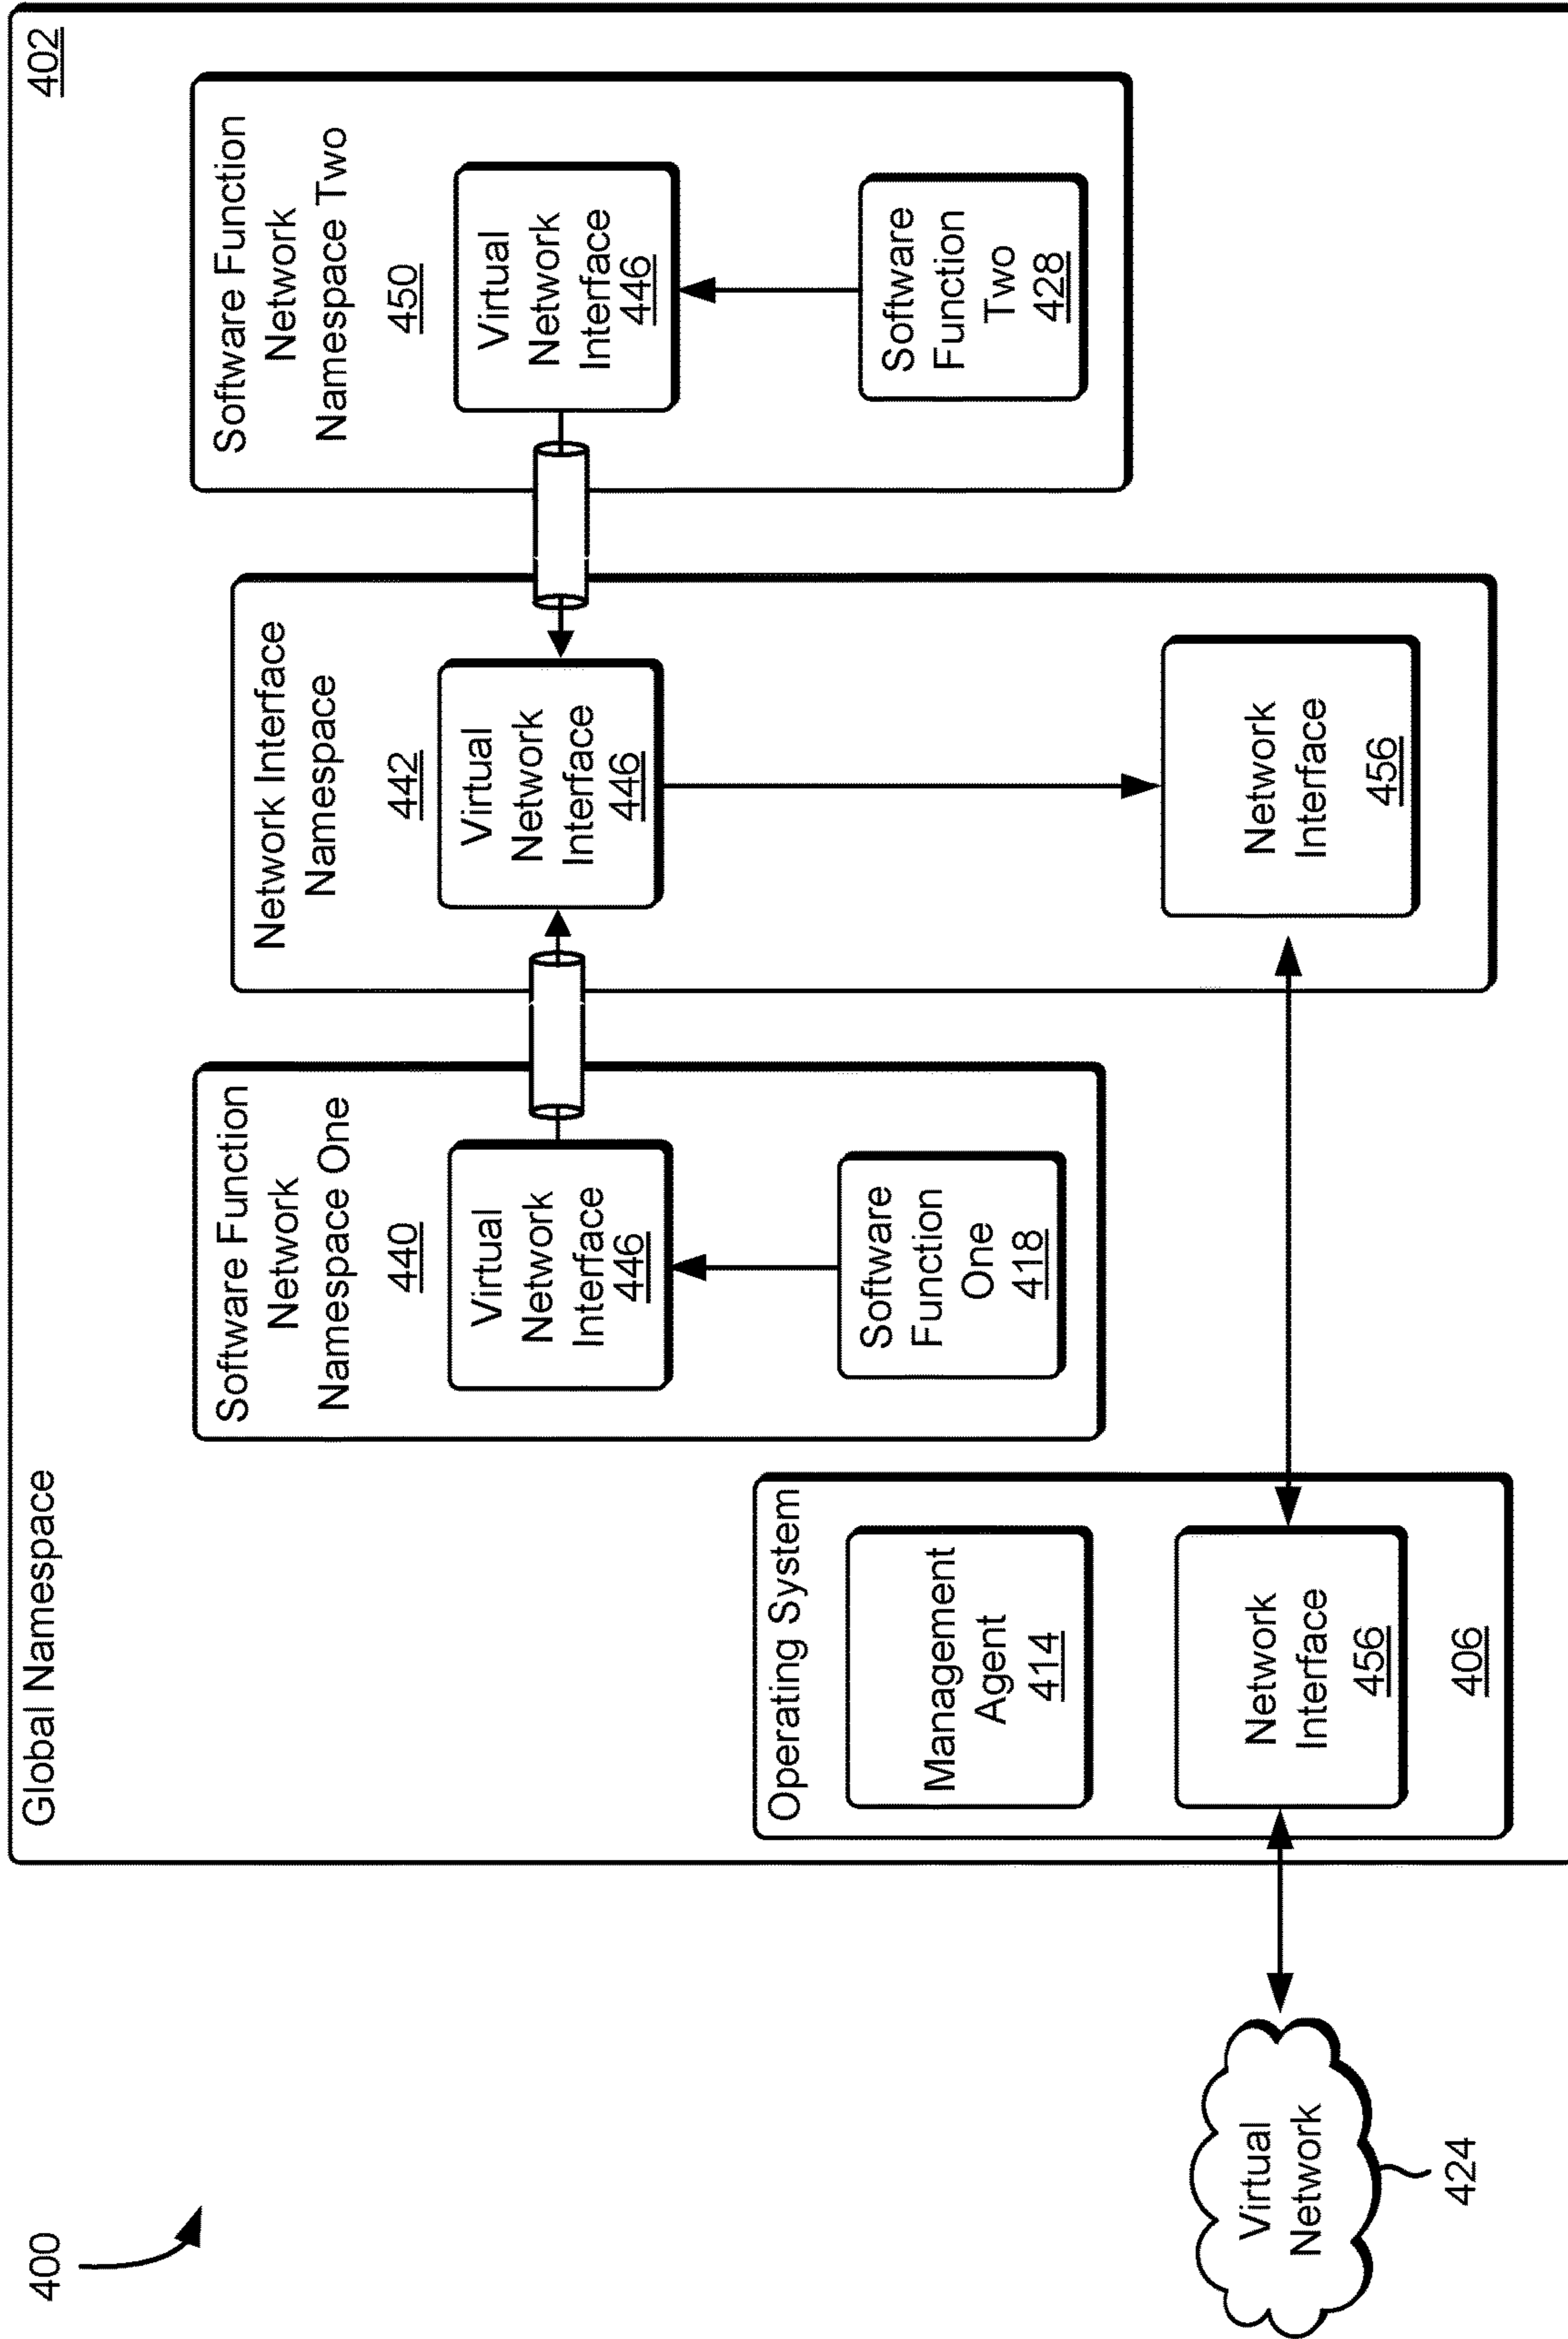 400
Global Namespace
402
Software Function
Network
Namespace One
440
Virtual
Network
Interface
446
Software
Function
One
418
Network Interface
Namespace
442
Virtual
Network
Interface
446
Network
Interface
456
Software Function
Network
Namespace Two
450
Virtual
Network
Interface
446
Software
Function
Two
428
Operating System
Management
Agent
414
Network
Interface
456
406
Virtual
Network
424